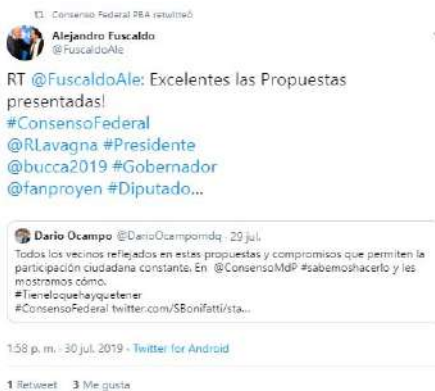 Consenso Federal PBA retwitteó
Alejandro Fuscaldo
@FuscaldoAle
RT @FuscaldoAle: Excelentes las Propuestas
presentadas!
#ConsensoFederal
@RLavagna #Presidente
@bucca2019 #Gobernador
@fanproyen #Diputado...
Dario Ocampo @DarioOcampomdq · 29 jul.
Todos los vecinos reflejados en estas propuestas y compromisos que permiten la
participación ciudadana constante. En @ConsensoMdP #sabemoshacerlo y les
mostramos cómo.
#Tieneloquehayquetener
#ConsensoFederal twitter.com/SBonifatti/sta...
1:58 p. m. · 30 jul. 2019 · Twitter for Android
1 Retweet 3 Me gusta